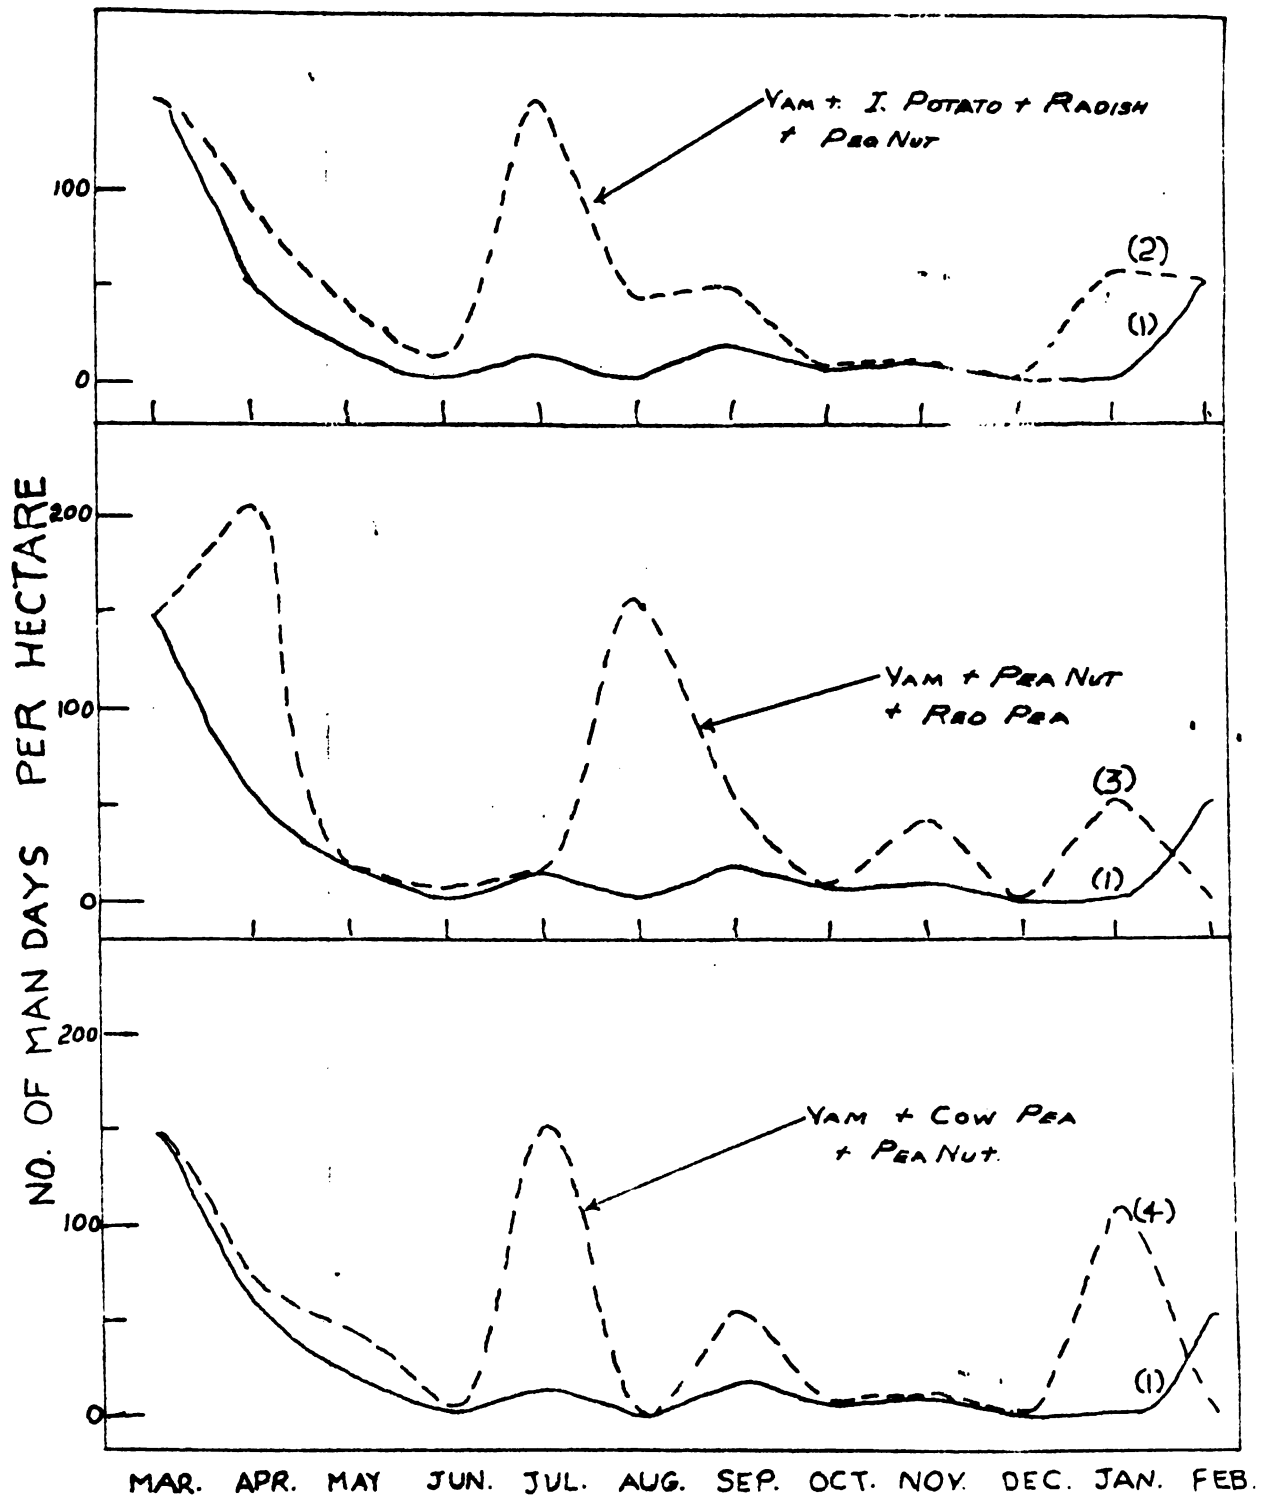 YAM + I. POTATO + RADISH
+ PEA NUT
100
(2)
(1)
0
NO. OF MAN DAYS PER HECTARE
200
YAM + PEA NUT
+ RED PEA
100
(3)
(1)
0
200
YAM + COW PEA
+ PEA NUT.
100
(4)
(1)
0
MAR. APR. MAY JUN. JUL. AUG. SEP. OCT. NOV. DEC. JAN. FEB.